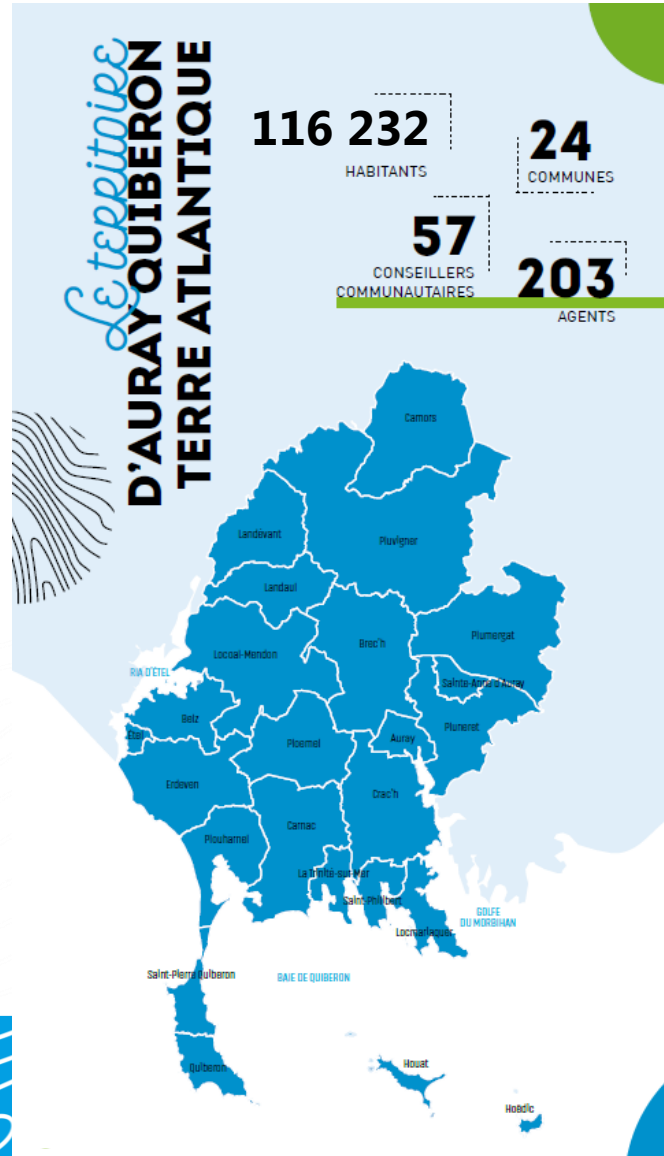 Le territoire
D'AURAY QUIBERON
TERRE ATLANTIQUE
116 232
HABITANTS
24
COMMUNES
57
CONSEILLERS
COMMUNAUTAIRES
203
AGENTS
Camors
Landévant
Pluvigner
Landaul
Brec'h
Plumergat
Locoal-Mendon
RIA D'ÉTEL
Sainte-Anne d'Auray
Belz
Pluneret
Étel
Ploemel
Auray
Erdeven
Crac'h
Carnac
Plouharnel
La Trinité-sur-Mer
Saint-Philibert
GOLFE
DU MORBIHAN
Locmariaquer
Saint-Pierre Quiberon
BAIE DE QUIBERON
Quiberon
Houat
Hoëdic